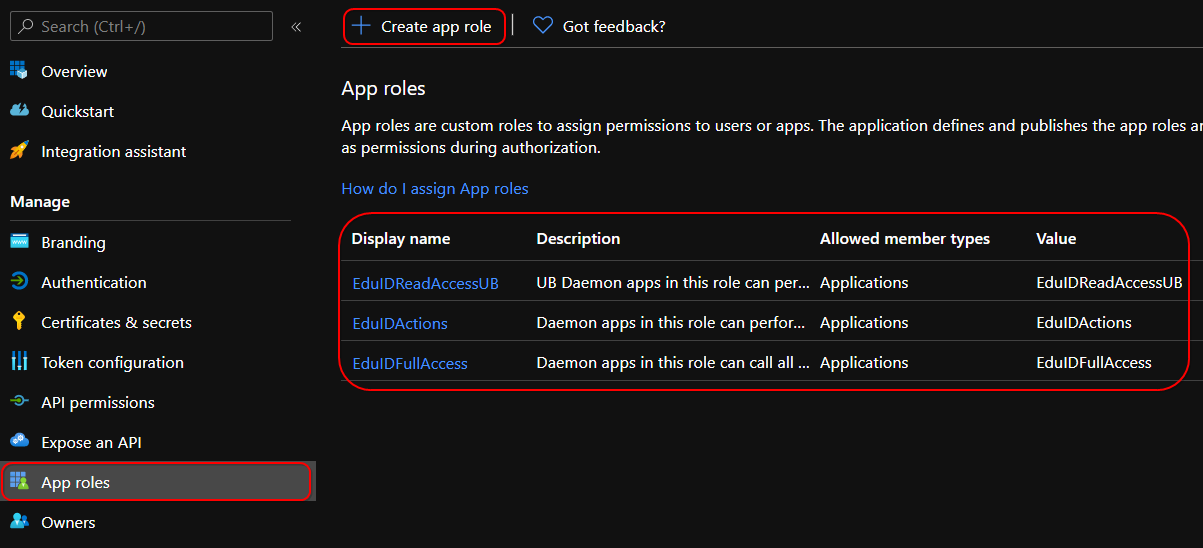 Search (Ctrl+/)
«
Overview
Quickstart
Integration assistant
Manage
Branding
Authentication
Certificates & secrets
Token configuration
API permissions
Expose an API
App roles
Owners
+ Create app role | Got feedback?
App roles
App roles are custom roles to assign permissions to users or apps. The application defines and publishes the app roles
as permissions during authorization.
How do I assign App roles
Display name Description Allowed member types Value
EduIDReadAccessUB UB Daemon apps in this role can per... Applications EduIDReadAccessUB
EduIDActions Daemon apps in this role can perfor... Applications EduIDActions
EduIDFullAccess Daemon apps in this role can call all ... Applications EduIDFullAccess